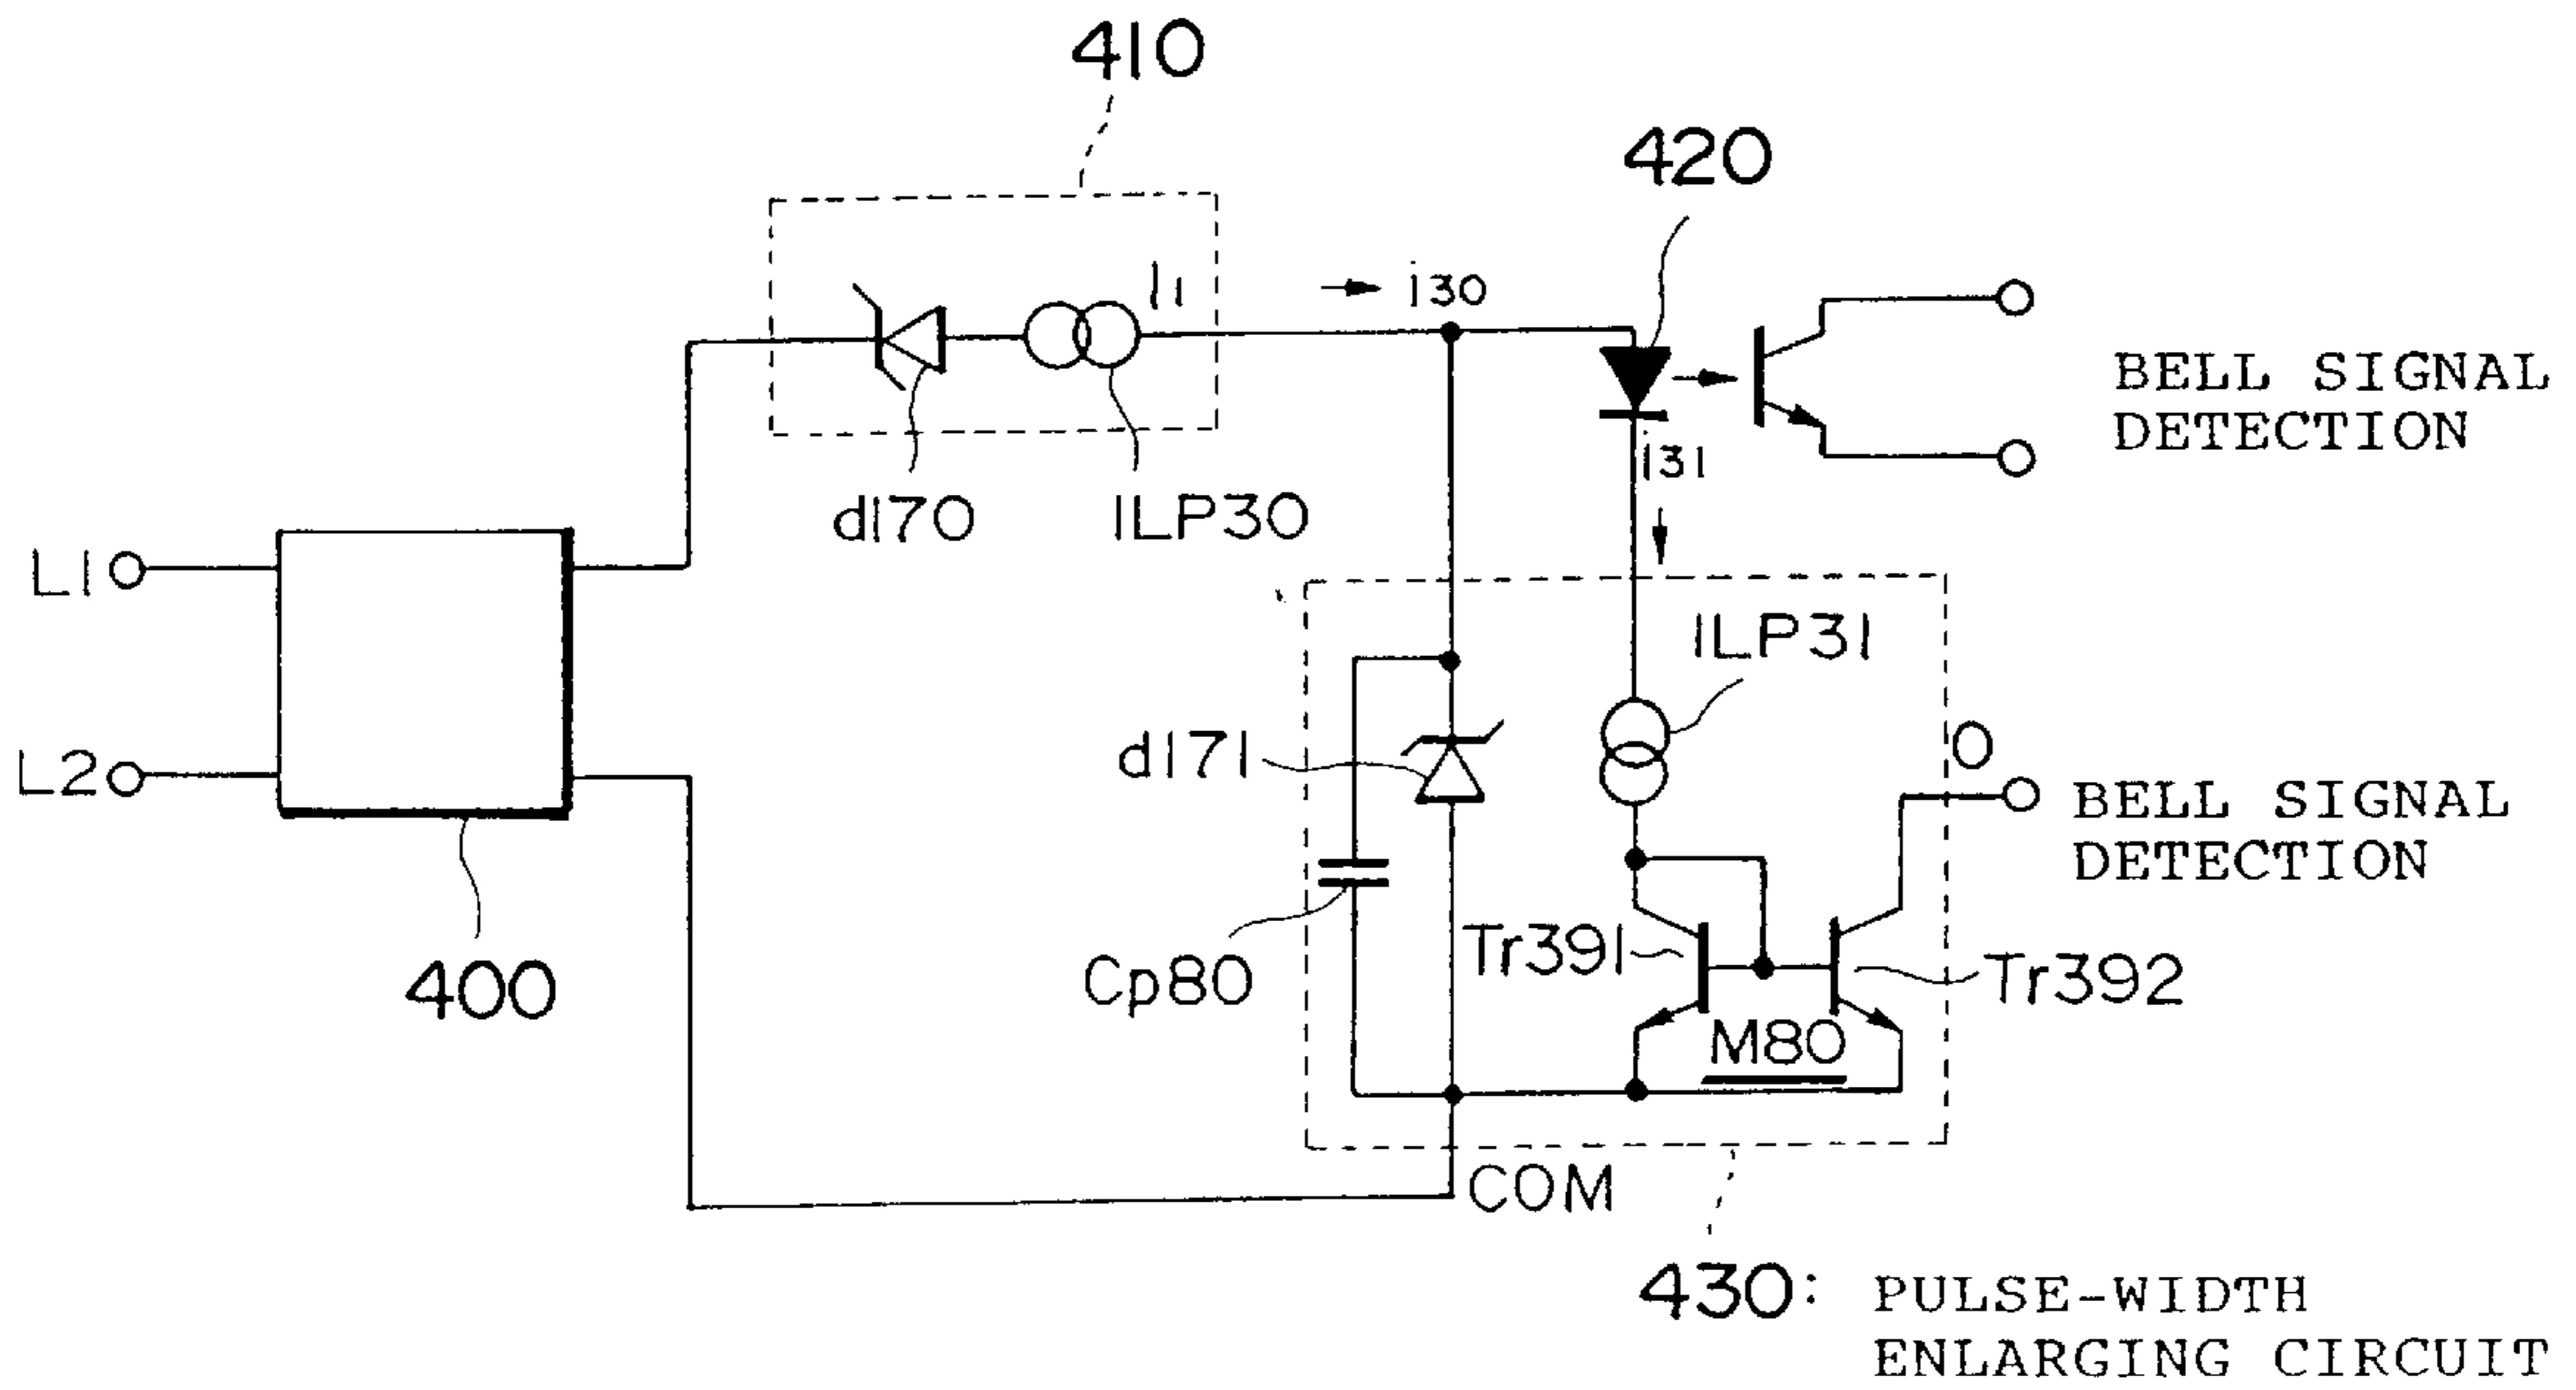 410
420
I1
i30
BELL SIGNAL
DETECTION
i31
d170
ILP30
L1
ILP31
L2
d171
O
BELL SIGNAL
DETECTION
400
Cp80
Tr391
Tr392
M80
COM
430: PULSE-WIDTH
ENLARGING CIRCUIT